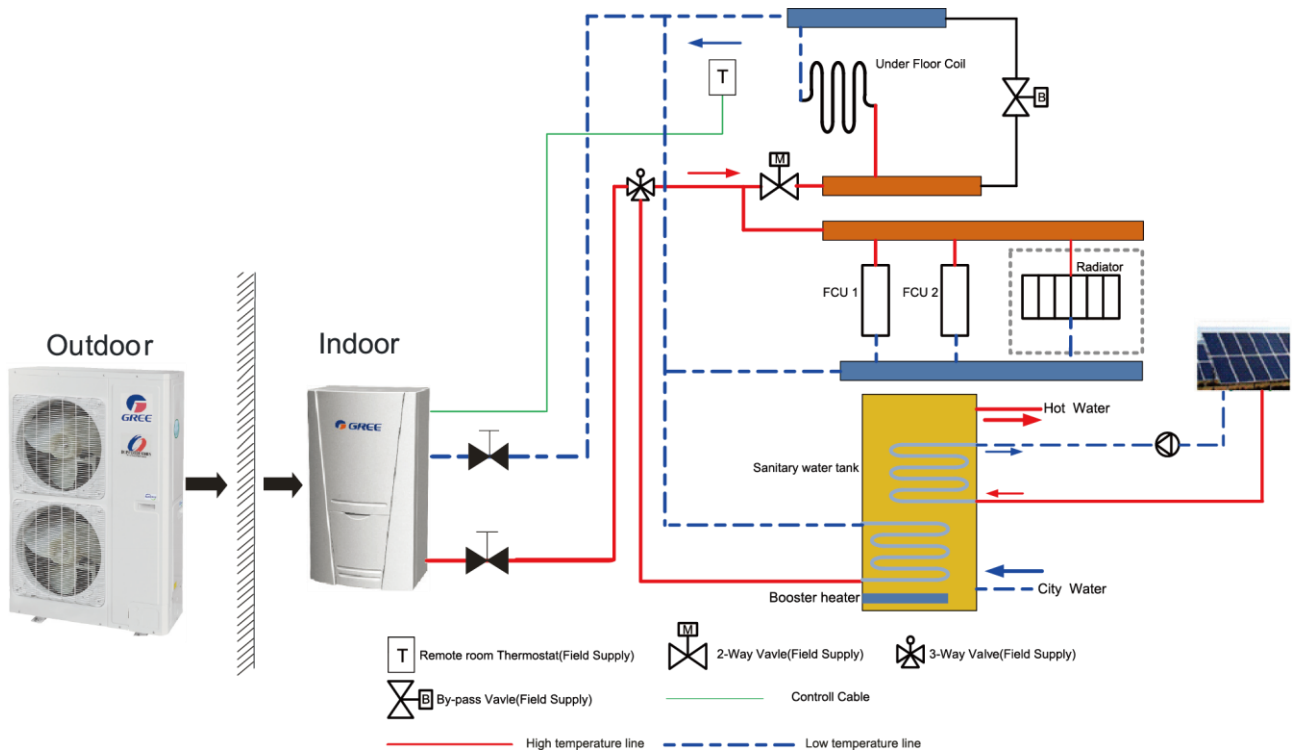 Under Floor Coil
T
B
M
FCU 1
FCU 2
Radiator
Outdoor
Indoor
GREE
GREE
Hot Water
Sanitary water tank
Booster heater
City Water
T Remote room Thermostat(Field Supply)
M
2-Way Vavle(Field Supply)
3-Way Valve(Field Supply)
B By-pass Vavle(Field Supply)
Controll Cable
High temperature line
Low temperature line